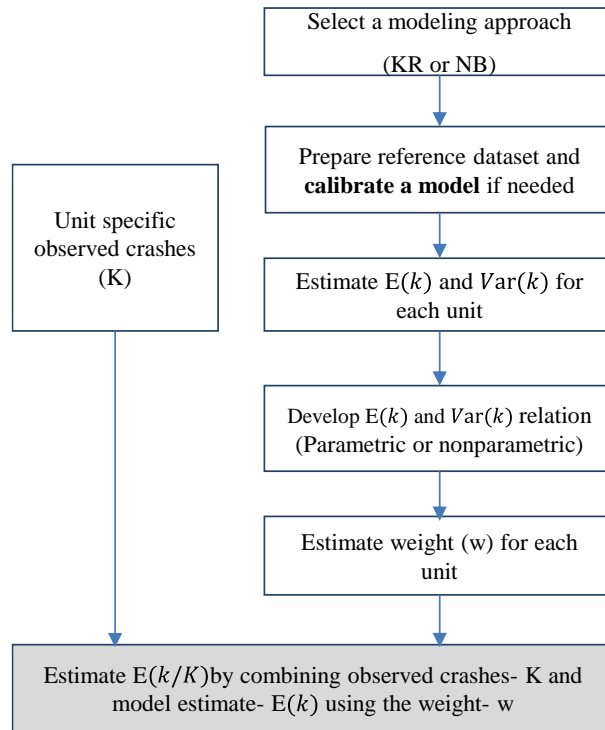 Select a modeling approach
(KR or NB)
Prepare reference dataset and
calibrate a model if needed
Unit specific
observed crashes
(K)
Estimate E(k) and Var(k) for
each unit
Develop E(k) and Var(k) relation
(Parametric or nonparametric)
Estimate weight (w) for each
unit
Estimate E(k/K)by combining observed crashes- K and
model estimate- E(k) using the weight- w